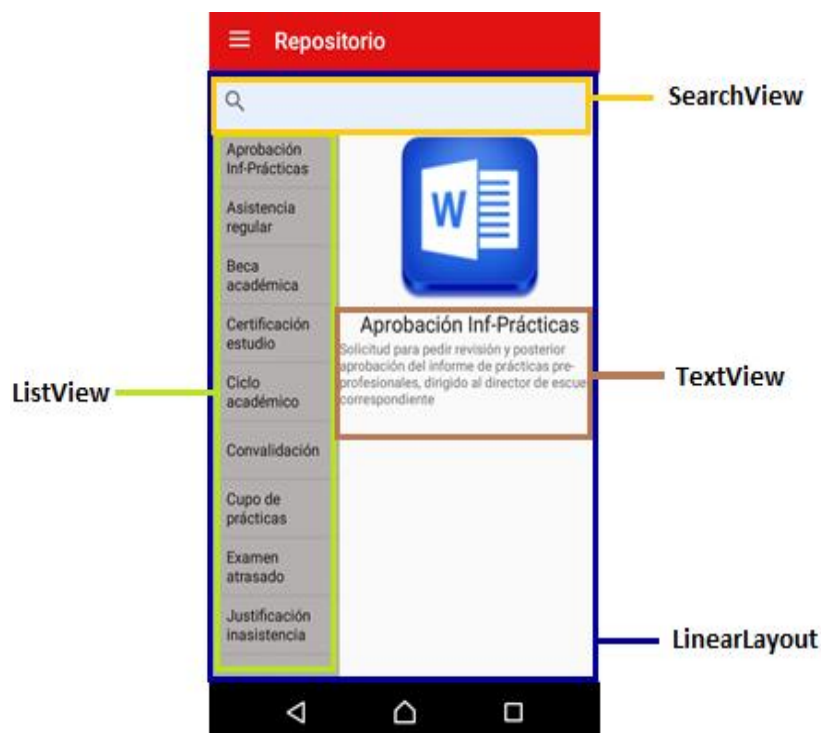 Repositorio
SearchView
Aprobación
Inf-Prácticas
Asistencia
regular
Beca
académica
Certificación
estudio
Ciclo
académico
Convalidación
Cupo de
prácticas
Examen
atrasado
Justificación
inasistencia
W
Aprobación Inf-Prácticas
Solicitud para pedir revisión y posterior
aprobación del informe de prácticas pre-
profesionales, dirigido al director de escue
correspondiente
TextView
ListView
LinearLayout